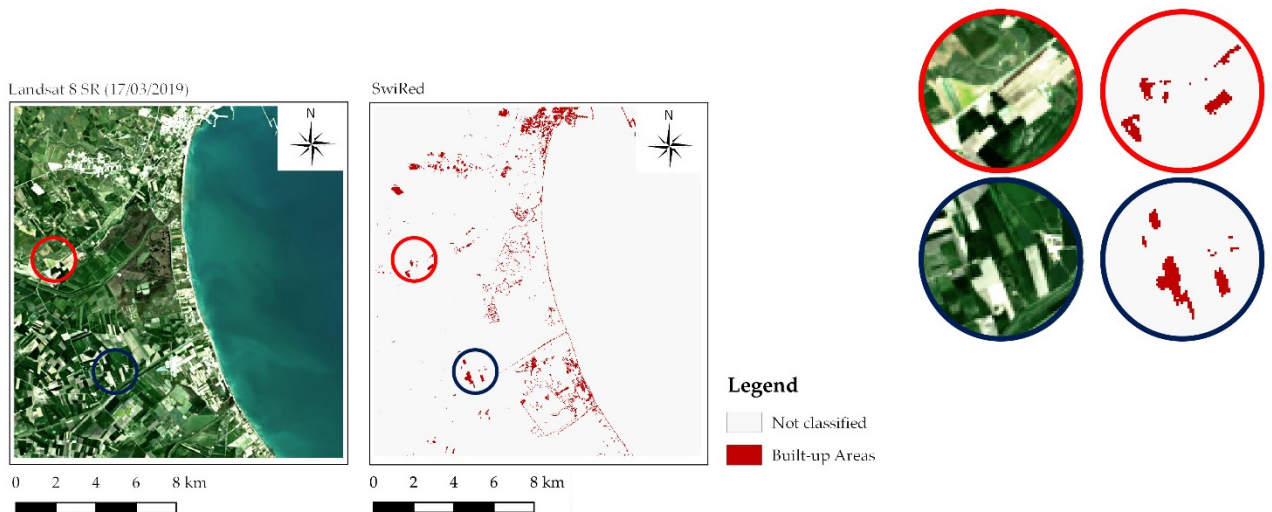 Landsat 8 SR (17/03/2019)
SwiRed
N
N
Legend
Not classified
Built-up Areas
0 2 4 6 8 km
0 2 4 6 8 km